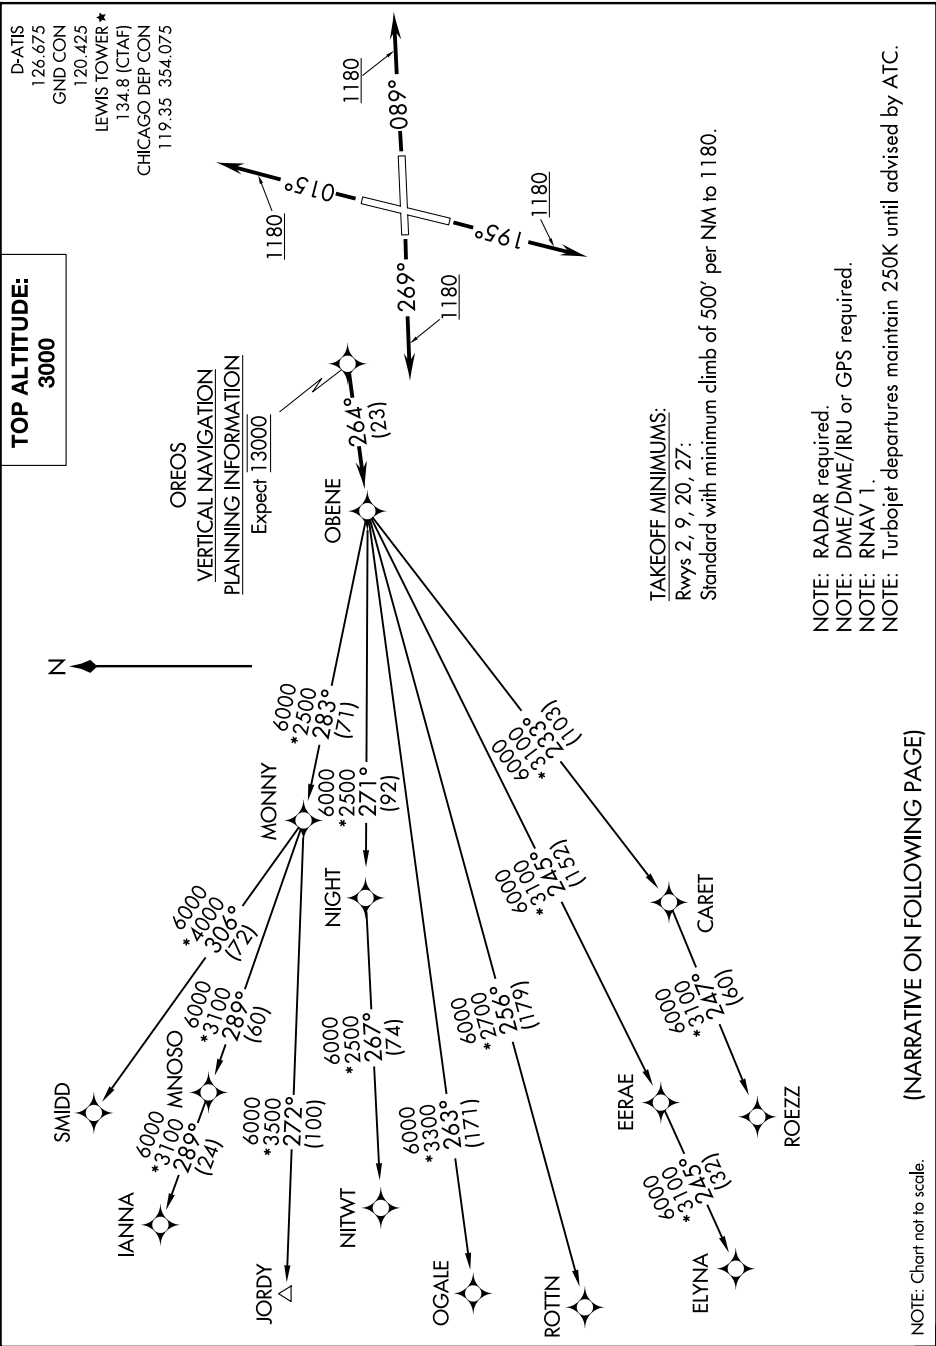 D-ATIS
126.675
GND CON
120.425
LEWIS TOWER★
134.8 (CTAF)
CHICAGO DEP CON
119.35 354.075
TOP ALTITUDE:
3000
1180
089°
015°
1180
195°
1180
269°
1180
OREOS
VERTICAL NAVIGATION
PLANNING INFORMATION
Expect 13000
264°
(23)
OBENE
N
6000
*2500
283°
(71)
MONNY
6000
*2500
271°
(92)
NIGHT
6000
*4000
306°
(72)
SMIDD
6000
*3100
289°
(60)
MNOSO
6000
*3100
289°
(24)
IANNA
6000
*3500
272°
(100)
JORDY
6000
*2500
267°
(74)
NITWT
6000
*3300
263°
(171)
OGALE
6000
*2700
256°
(179)
ROTTN
6000
*3100
245°
(152)
EERAE
6000
*3100
245°
(32)
ELYNA
6000
*3100
233°
(103)
CARET
6000
*3100
247°
(60)
ROEZZ
TAKEOFF MINIMUMS:
Rwys 2, 9, 20, 27:
Standard with minimum climb of 500' per NM to 1180.
NOTE: RADAR required.
NOTE: DME/DME/IRU or GPS required.
NOTE: RNAV 1.
NOTE: Turbojet departures maintain 250K until advised by ATC.
(NARRATIVE ON FOLLOWING PAGE)
NOTE: Chart not to scale.